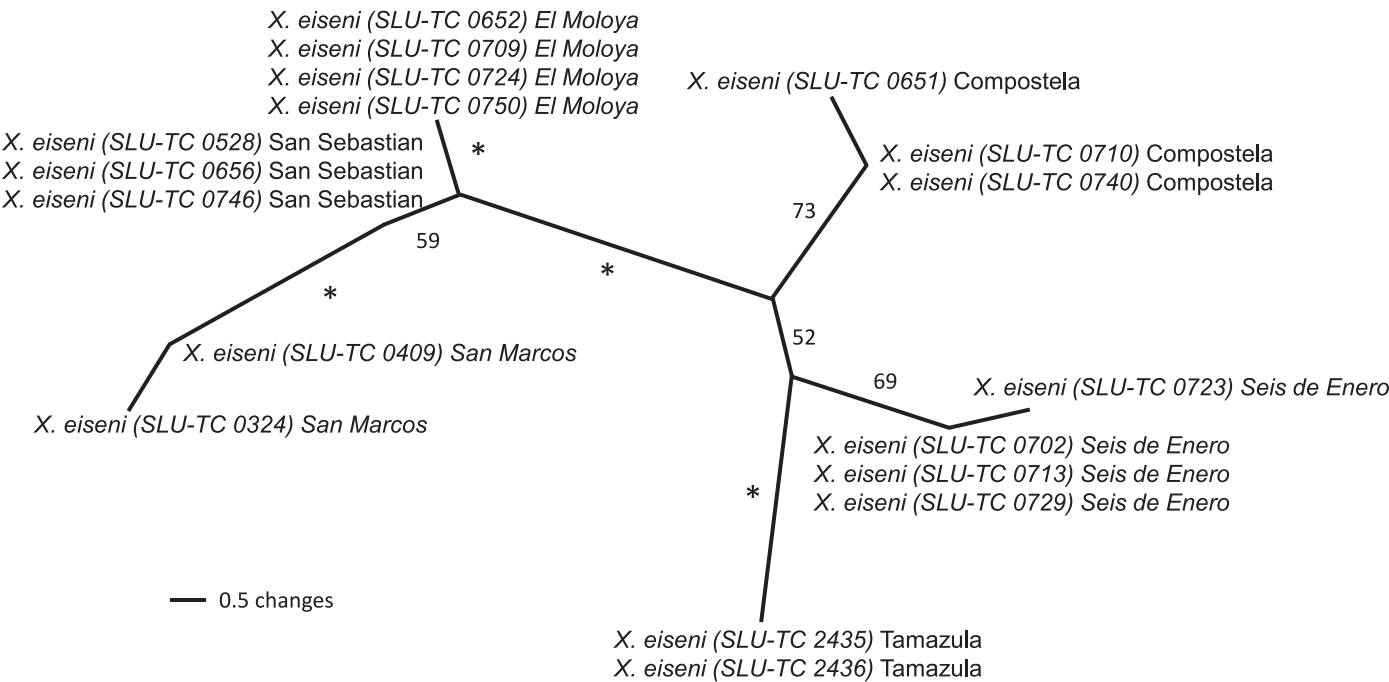 X. eiseni (SLU-TC 0652) El Moloya
X. eiseni (SLU-TC 0709) El Moloya
X. eiseni (SLU-TC 0724) El Moloya
X. eiseni (SLU-TC 0750) El Moloya
X. eiseni (SLU-TC 0651) Compostela
*
X. eiseni (SLU-TC 0528) San Sebastian
X. eiseni (SLU-TC 0656) San Sebastian
X. eiseni (SLU-TC 0746) San Sebastian
X. eiseni (SLU-TC 0710) Compostela
X. eiseni (SLU-TC 0740) Compostela
73
59
*
*
52
X. eiseni (SLU-TC 0409) San Marcos
69
X. eiseni (SLU-TC 0723) Seis de Enero
X. eiseni (SLU-TC 0324) San Marcos
X. eiseni (SLU-TC 0702) Seis de Enero
X. eiseni (SLU-TC 0713) Seis de Enero
X. eiseni (SLU-TC 0729) Seis de Enero
*
0.5 changes
X. eiseni (SLU-TC 2435) Tamazula
X. eiseni (SLU-TC 2436) Tamazula